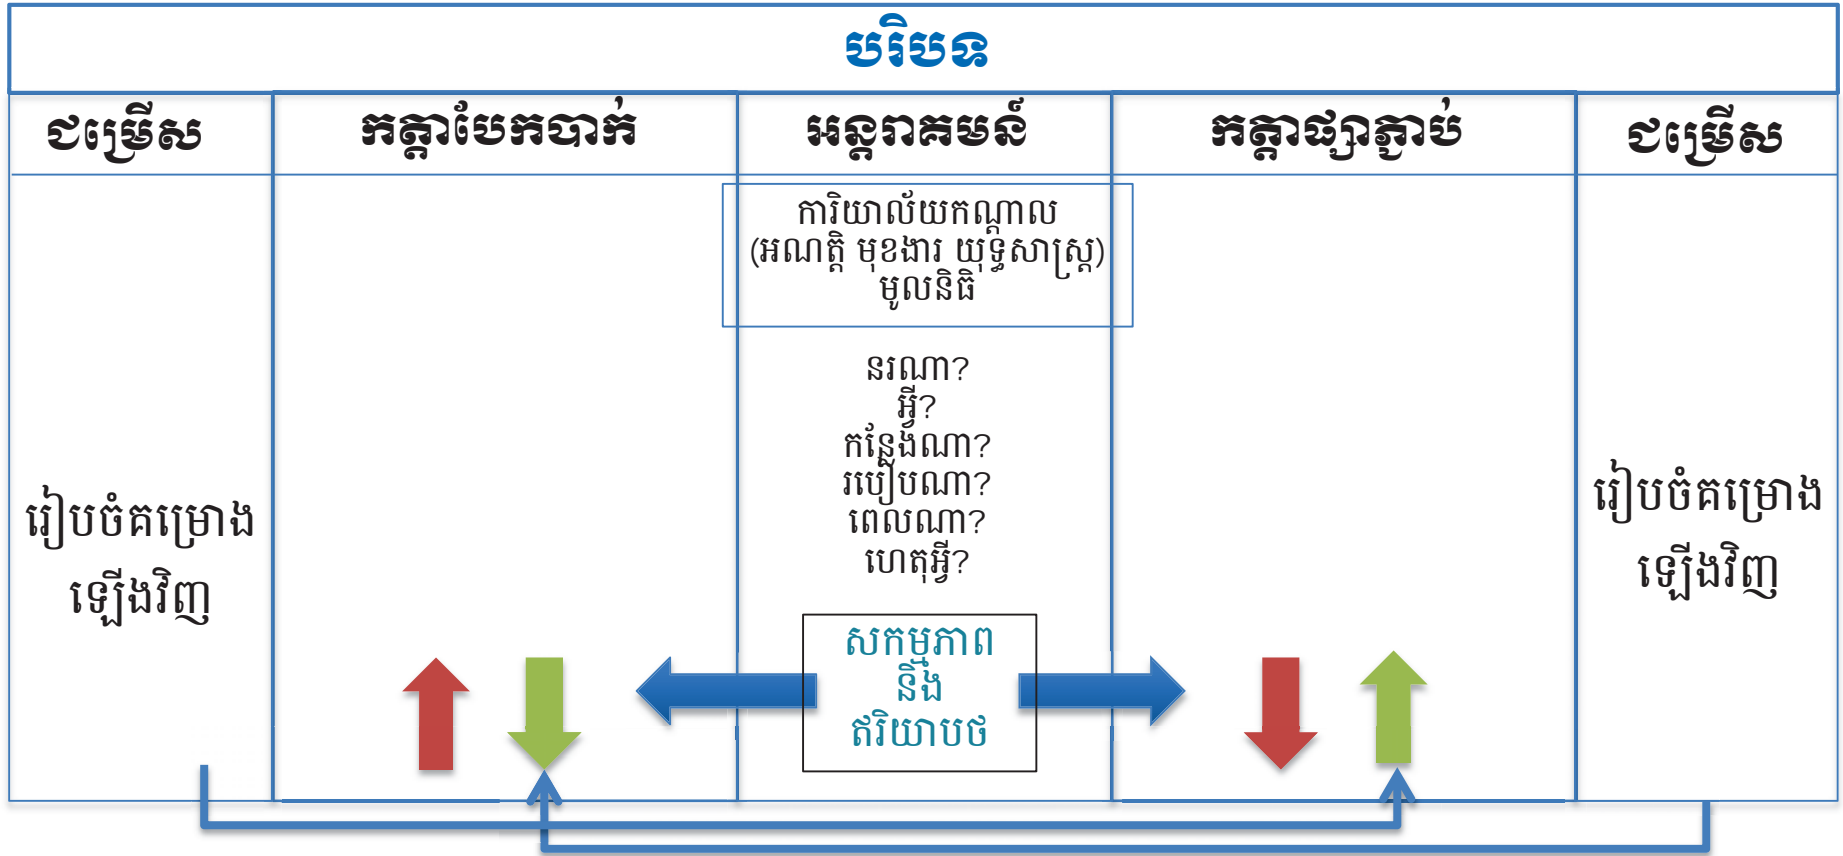 បរិបទ
ជម្រើស
កត្តាបែកបាក់
អន្តរាគមន៍
កត្តាផ្សាភ្ជាប់
ជម្រើស
ការិយាល័យកណ្តាល
(អណត្តិ មុខងារ យុទ្ធសាស្ត្រ)
មូលនិធិ
នរណា?
អ្វី?
កន្លែងណា?
របៀបណា?
ពេលណា?
ហេតុអ្វី?
រៀបចំគម្រោង
ឡើងវិញ
សកម្មភាព
និង
ឥរិយាបថ
រៀបចំគម្រោង
ឡើងវិញ